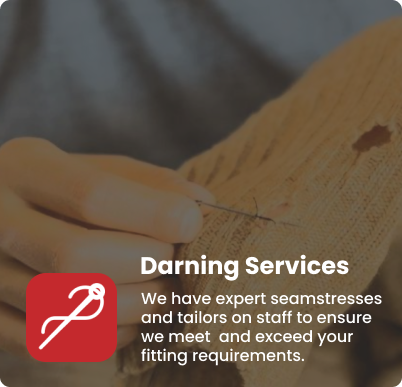 Darning Services
We have expert seamstresses
and tailors on staff to ensure
we meet  and exceed your
fitting requirements.